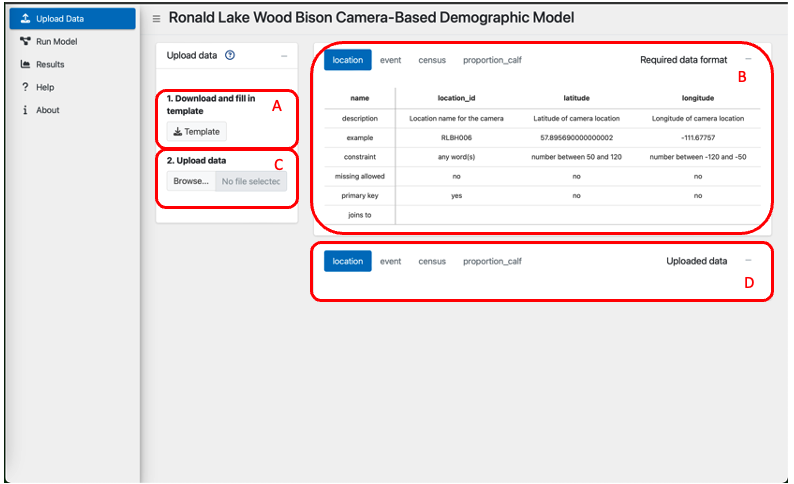 Upload Data
Run Model
Results
? Help
i About
Ronald Lake Wood Bison Camera-Based Demographic Model
Upload data ?
1. Download and fill in
template
A
Template
2. Upload data
C
Browse... No file selected
location event census proportion_calf Required data format
B
name location_id latitude longitude
description Location name for the camera Latitude of camera location Longitude of camera location
example RLBH006 57.895690000000002 -111.67757
constraint any word(s) number between 50 and 120 number between -120 and -50
missing allowed no no no
primary key yes no no
joins to
location event census proportion_calf Uploaded data
D